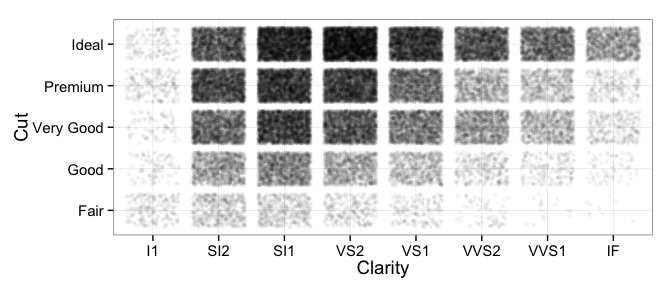 Ideal
Premium
Very Good
Good
Fair
Cut
I1 SI2 SI1 VS2 VS1 VVS2 VVS1 IF
Clarity